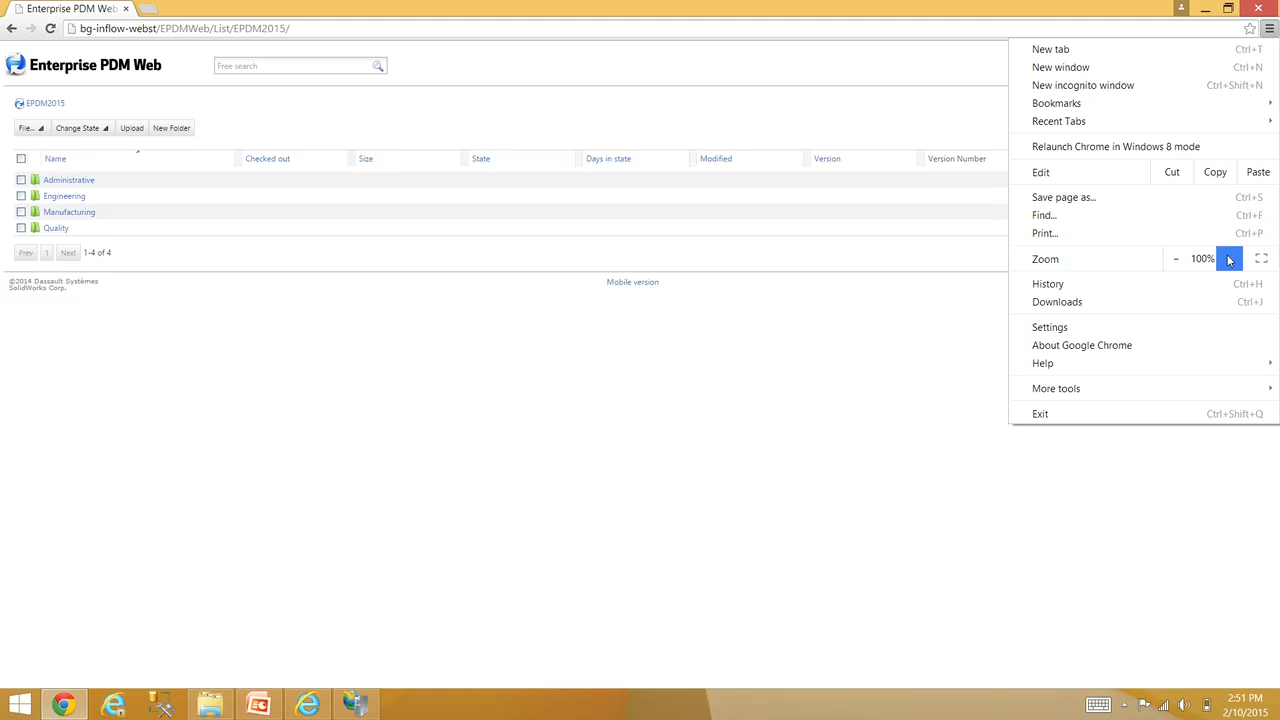 Enterprise PDM Web ×
bg-inflow-webst/EPDMWeb/List/EPDM2015/
Enterprise PDM Web
Free search
EPDM2015
File...
Change State
Upload
New Folder
Name Checked out Size State Days in state Modified Version Version Number
Administrative
Engineering
Manufacturing
Quality
Prev 1 Next 1-4 of 4
©2014 Dassault Systèmes
SolidWorks Corp.
Mobile version
New tab Ctrl+T
New window Ctrl+N
New incognito window Ctrl+Shift+N
Bookmarks
Recent Tabs
Relaunch Chrome in Windows 8 mode
Edit Cut Copy Paste
Save page as... Ctrl+S
Find... Ctrl+F
Print... Ctrl+P
Zoom - 100%
History Ctrl+H
Downloads Ctrl+J
Settings
About Google Chrome
Help
More tools
Exit Ctrl+Shift+Q
2:51 PM
2/10/2015